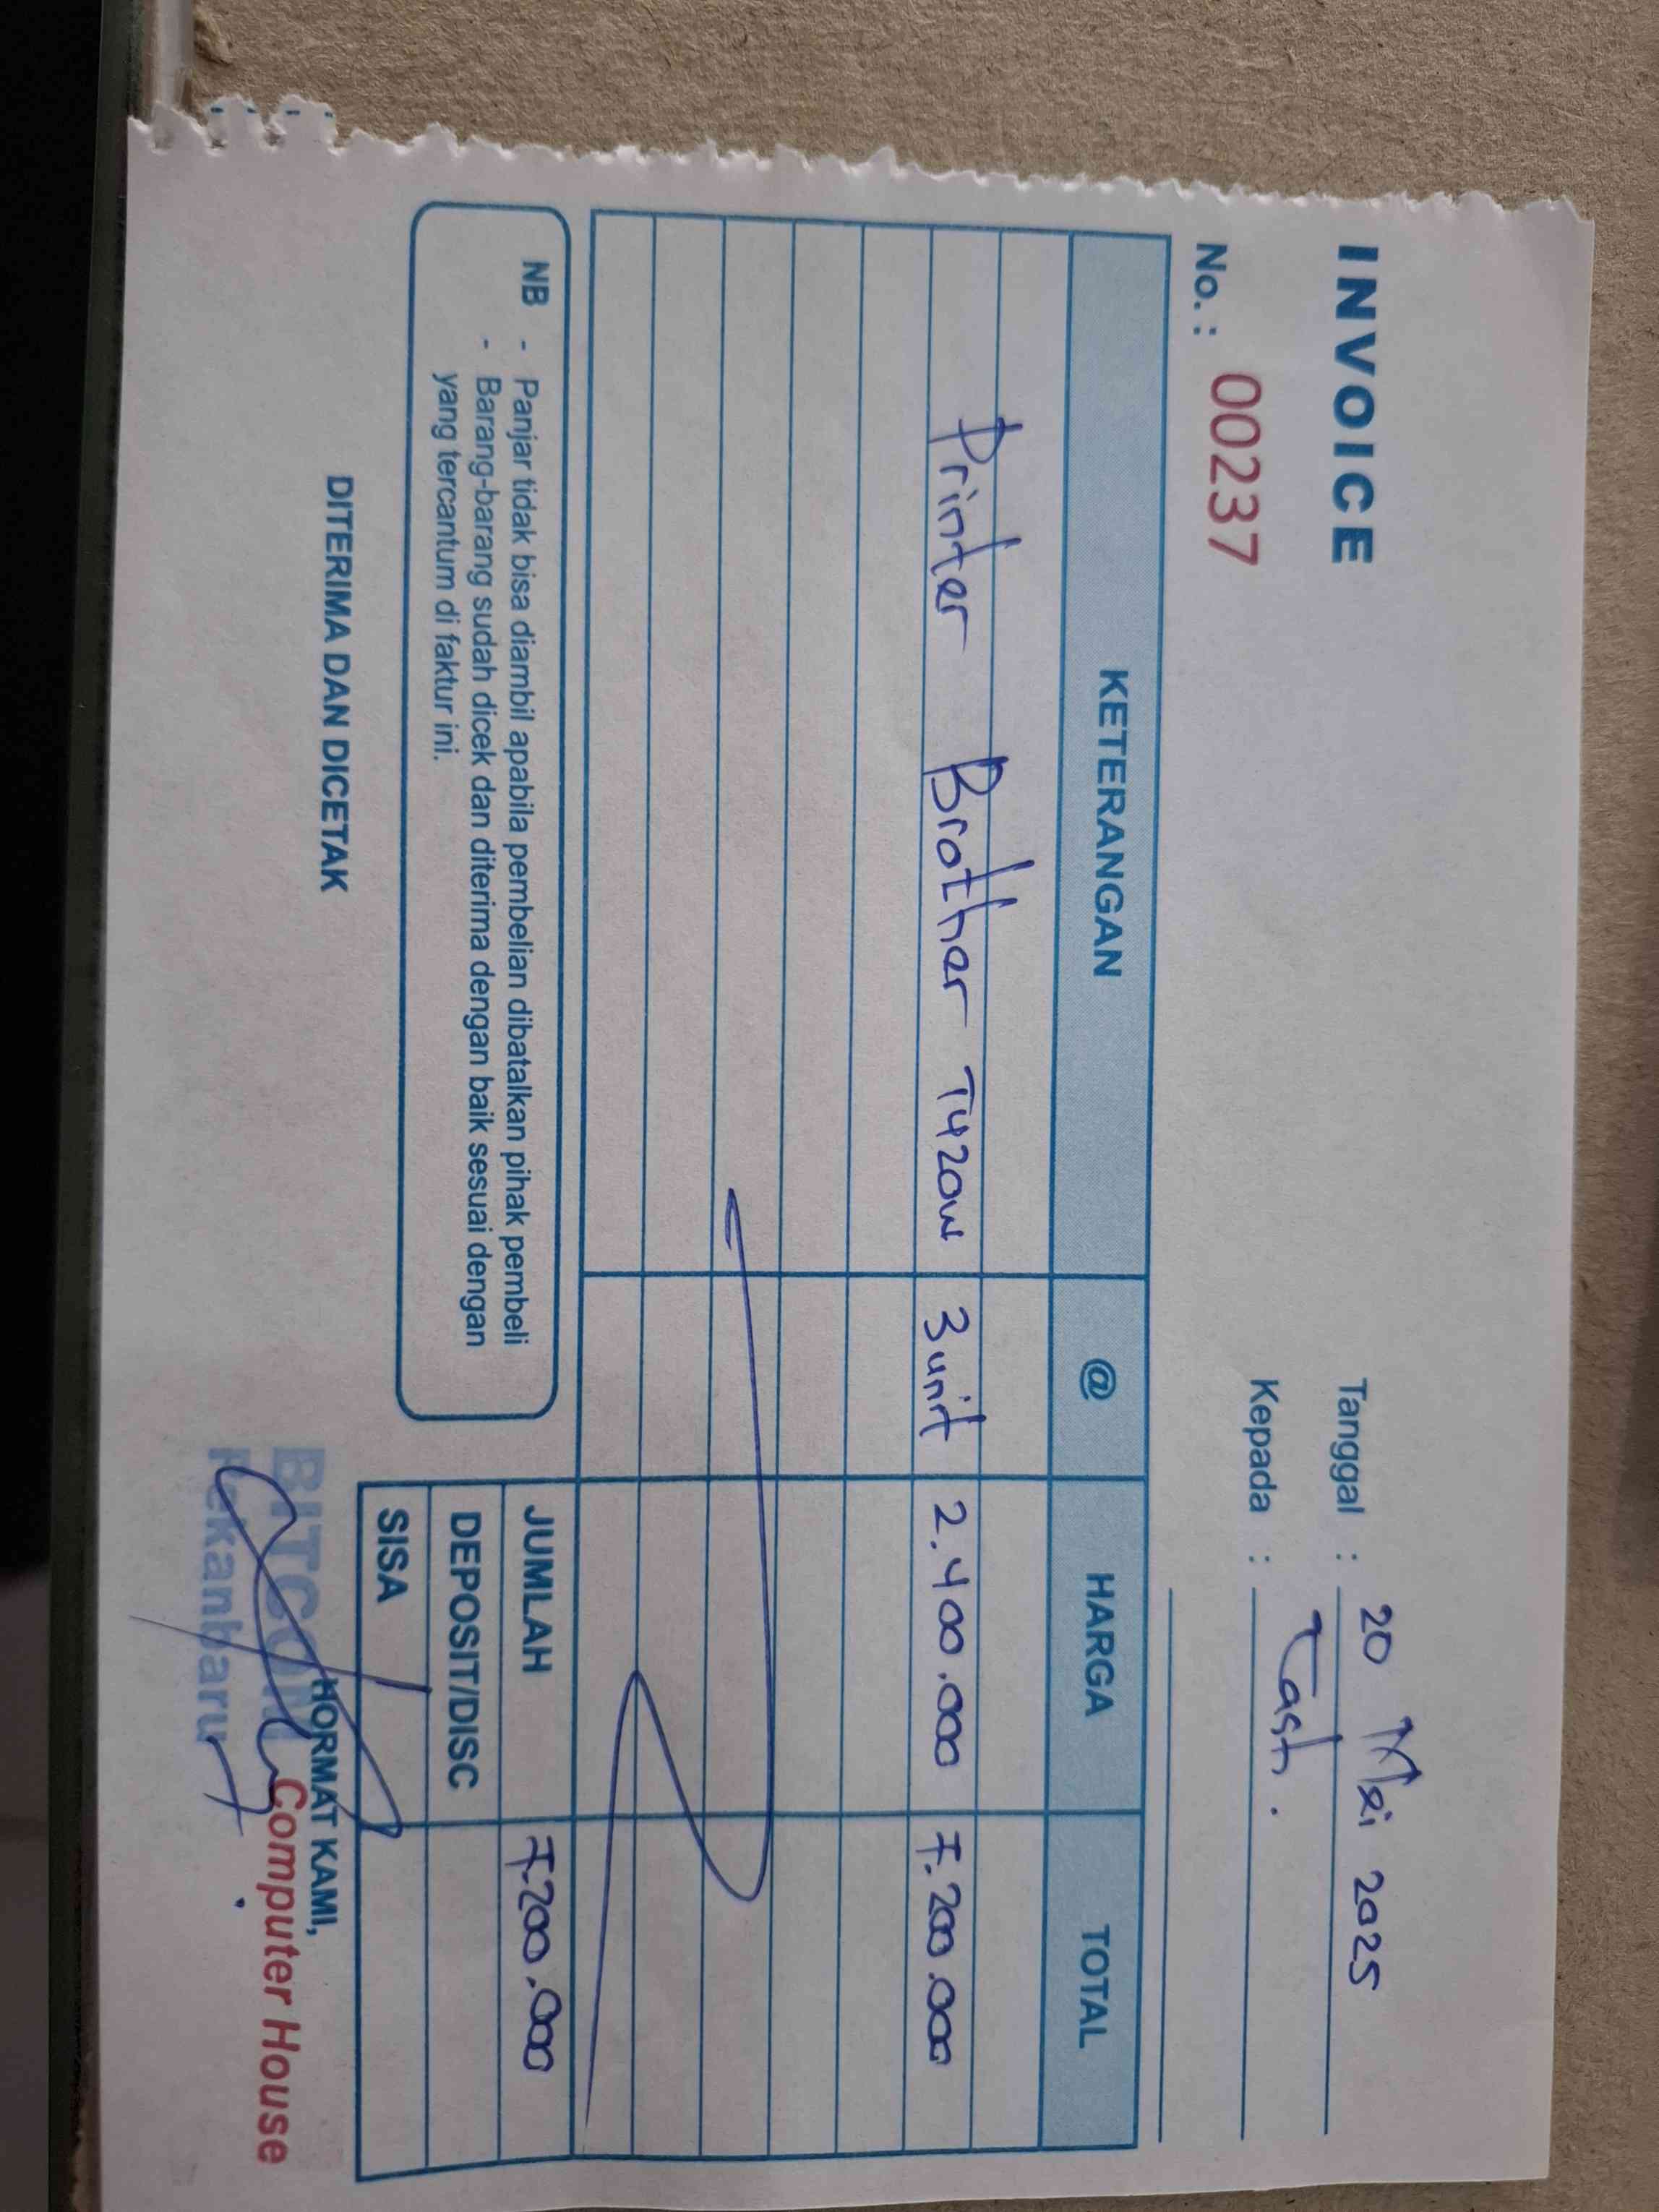 INVOICE
No. : 00237
Tanggal : 20 Mei 2025
Kepada : Cash.
KETERANGAN @ HARGA TOTAL
Printer Brother T420w 3 unit 2.400.000 7.200.000
JUMLAH 7.200.000
DEPOSIT/DISC
SISA
NB - Panjar tidak bisa diambil apabila pembelian dibatalkan pihak pembeli
- Barang-barang sudah dicek dan diterima dengan baik sesuai dengan
yang tercantum di faktur ini.
DITERIMA DAN DICETAK
HORMAT KAMI,
BITCOM Computer House
Pekanbaru